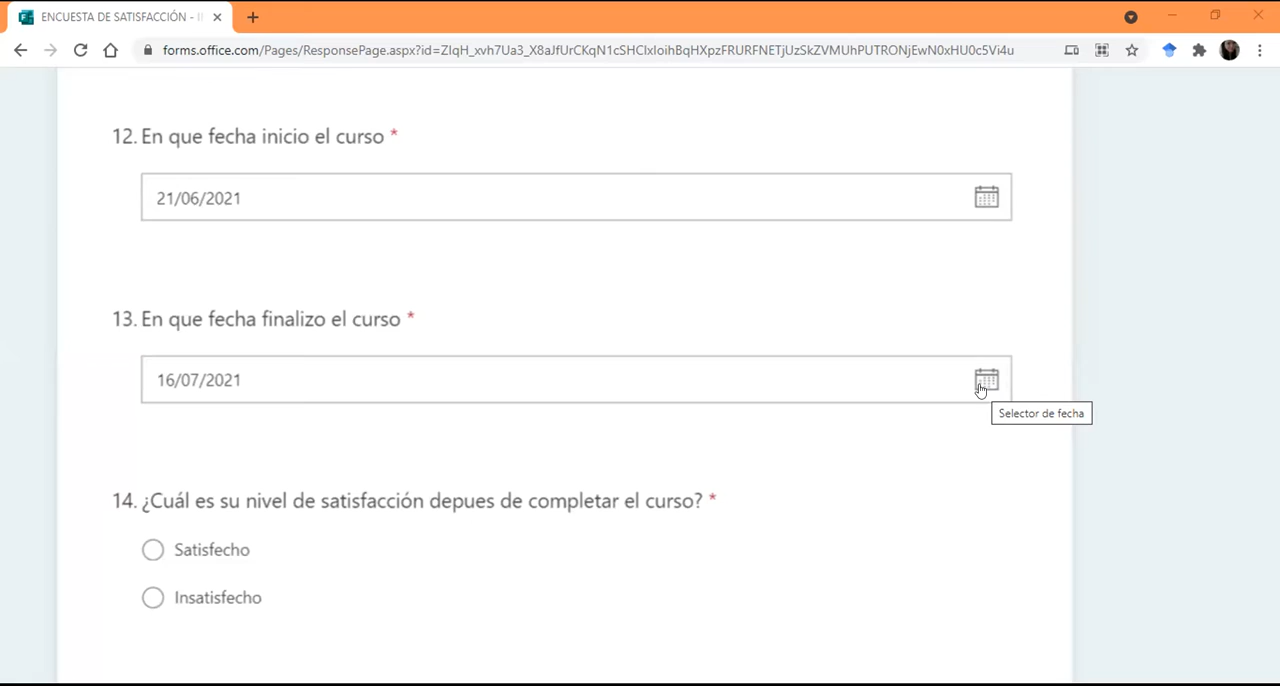 ENCUESTA DE SATISFACCIÓN -
forms.office.com/Pages/ResponsePage.aspx?id=ZIqH_xvh7Ua3_X8aJfUrCKqN1cSHCIxIoihBqHXpzFRURFNETjUzSkZVMUhPUTRONjEwN0xHU0c5Vi4u
12. En que fecha inicio el curso *
21/06/2021
13. En que fecha finalizo el curso *
16/07/2021
Selector de fecha
14. ¿Cuál es su nivel de satisfacción depues de completar el curso? *
Satisfecho
Insatisfecho